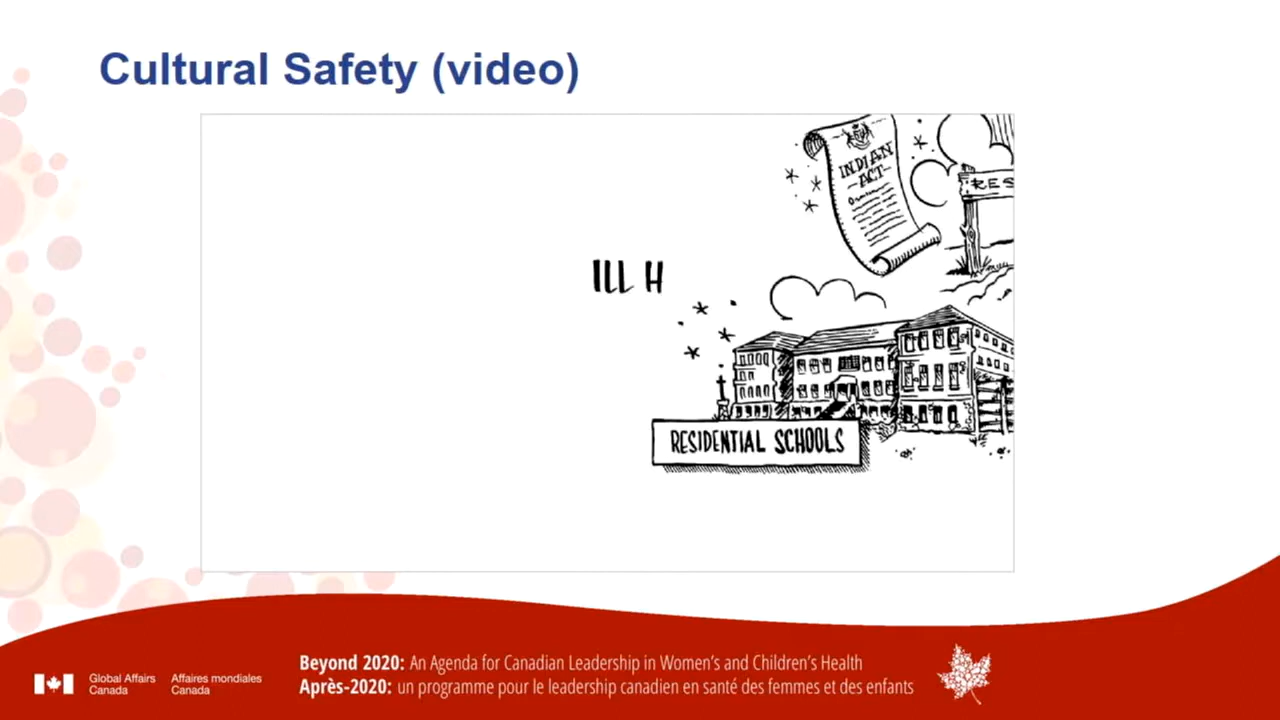 Cultural Safety (video)
INDIAN
ACT
RES
ILL H
RESIDENTIAL SCHOOLS
Global Affairs Canada
Affaires mondiales Canada
Beyond 2020: An Agenda for Canadian Leadership in Women's and Children's Health
Après-2020: un programme pour le leadership canadien en santé des femmes et des enfants